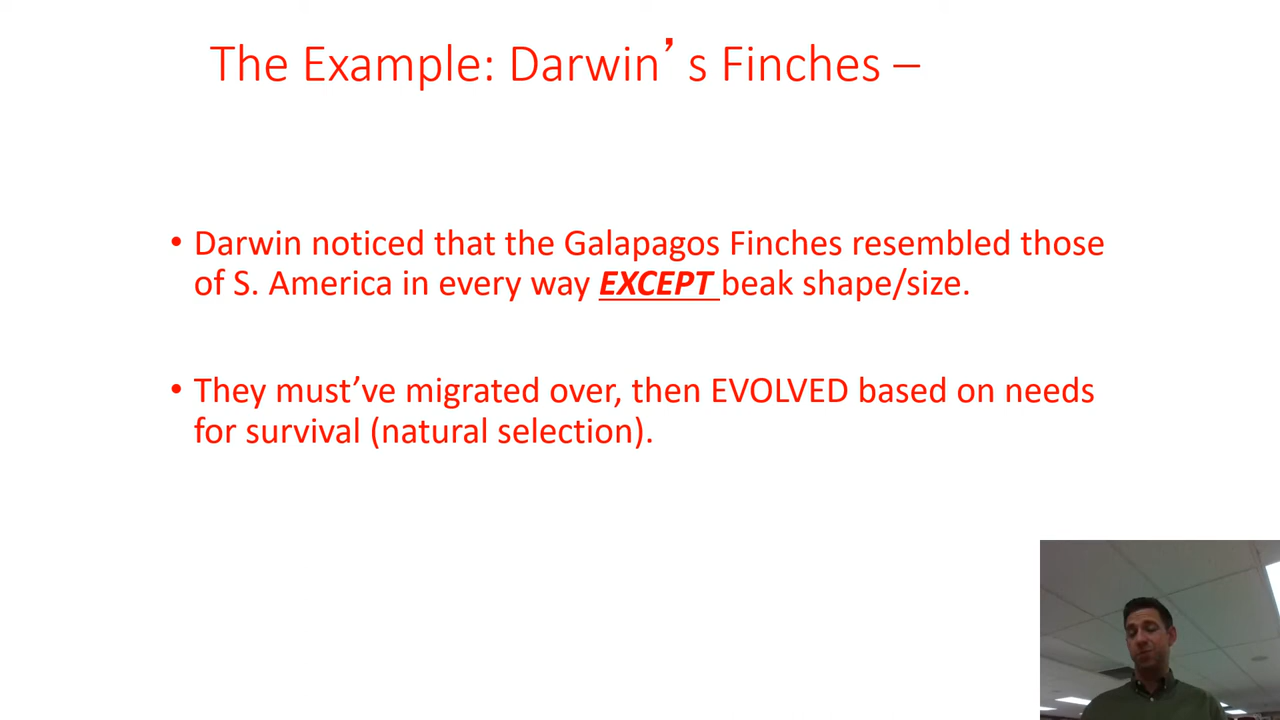 The Example: Darwin’s Finches –
• Darwin noticed that the Galapagos Finches resembled those
of S. America in every way EXCEPT beak shape/size.
• They must’ve migrated over, then EVOLVED based on needs
for survival (natural selection).